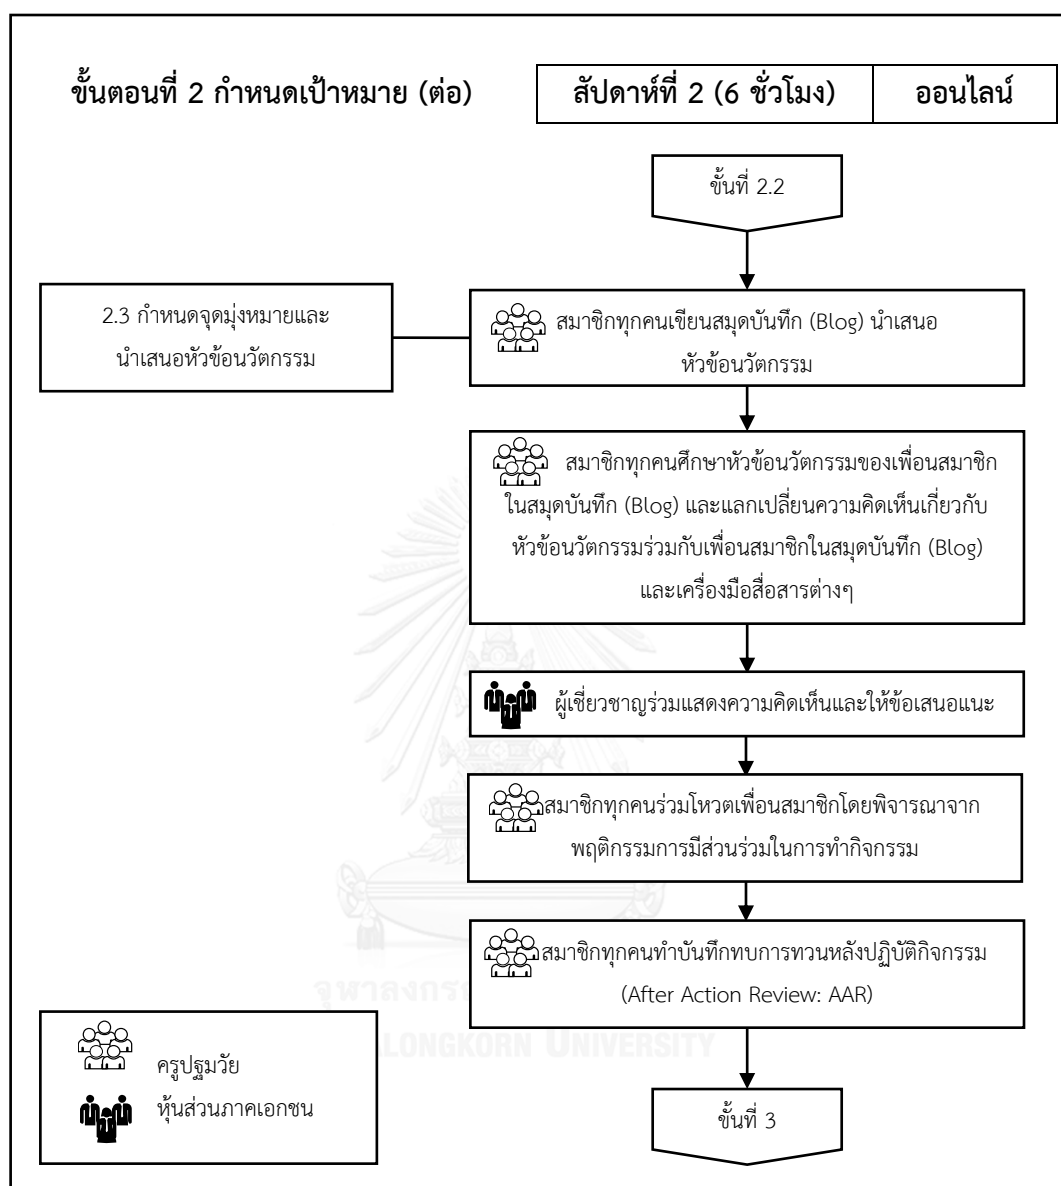 ขั้นตอนที่ 2 กำหนดเป้าหมาย (ต่อ)
สัปดาห์ที่ 2 (6 ชั่วโมง)
ออนไลน์
ขั้นที่ 2.2
2.3 กำหนดจุดมุ่งหมายและ
นำเสนอหัวข้อนวัตกรรม
สมาชิกทุกคนเขียนสมุดบันทึก (Blog) นำเสนอ
หัวข้อนวัตกรรม
สมาชิกทุกคนศึกษาหัวข้อนวัตกรรมของเพื่อนสมาชิก
ในสมุดบันทึก (Blog) และแลกเปลี่ยนความคิดเห็นเกี่ยวกับ
หัวข้อนวัตกรรมร่วมกับเพื่อนสมาชิกในสมุดบันทึก (Blog)
และเครื่องมือสื่อสารต่างๆ
ผู้เชี่ยวชาญร่วมแสดงความคิดเห็นและให้ข้อเสนอแนะ
สมาชิกทุกคนร่วมโหวตเพื่อนสมาชิกโดยพิจารณาจาก
พฤติกรรมการมีส่วนร่วมในการทำกิจกรรม
สมาชิกทุกคนทำบันทึกทบการทวนหลังปฏิบัติกิจกรรม
(After Action Review: AAR)
ครูปฐมวัย
หุ้นส่วนภาคเอกชน
ขั้นที่ 3
จุฬาลงกร
ALONGKORN UNIVERSITY